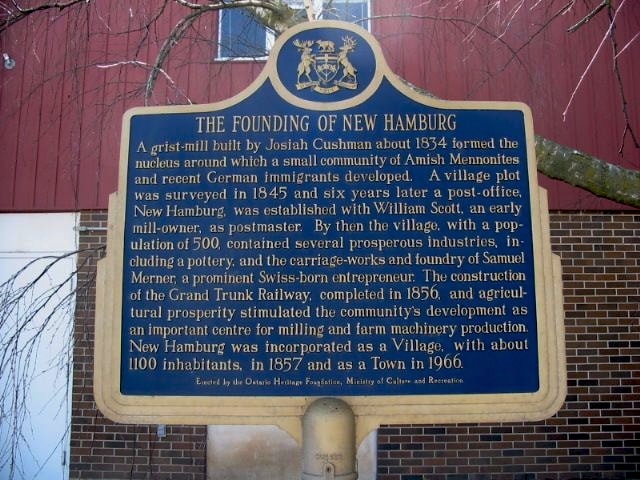 THE FOUNDING OF NEW HAMBURG
A grist-mill built by Josiah Cushman about 1834 formed the
nucleus around which a small community of Amish Mennonites
and recent German immigrants developed. A village plot
was surveyed in 1845 and six years later a post-office,
New Hamburg, was established with William Scott, an early
mill-owner, as postmaster. By then the village, with a pop-
ulation of 500, contained several prosperous industries, in-
cluding a pottery, and the carriage-works and foundry of Samuel
Merner, a prominent Swiss-born entrepreneur. The construction
of the Grand Trunk Railway, completed in 1856, and agricul-
tural prosperity stimulated the community's development as
an important centre for milling and farm machinery production.
New Hamburg was incorporated as a Village, with about
1100 inhabitants, in 1857 and as a Town in 1966.
Erected by the Ontario Heritage Foundation, Ministry of Culture and Recreation